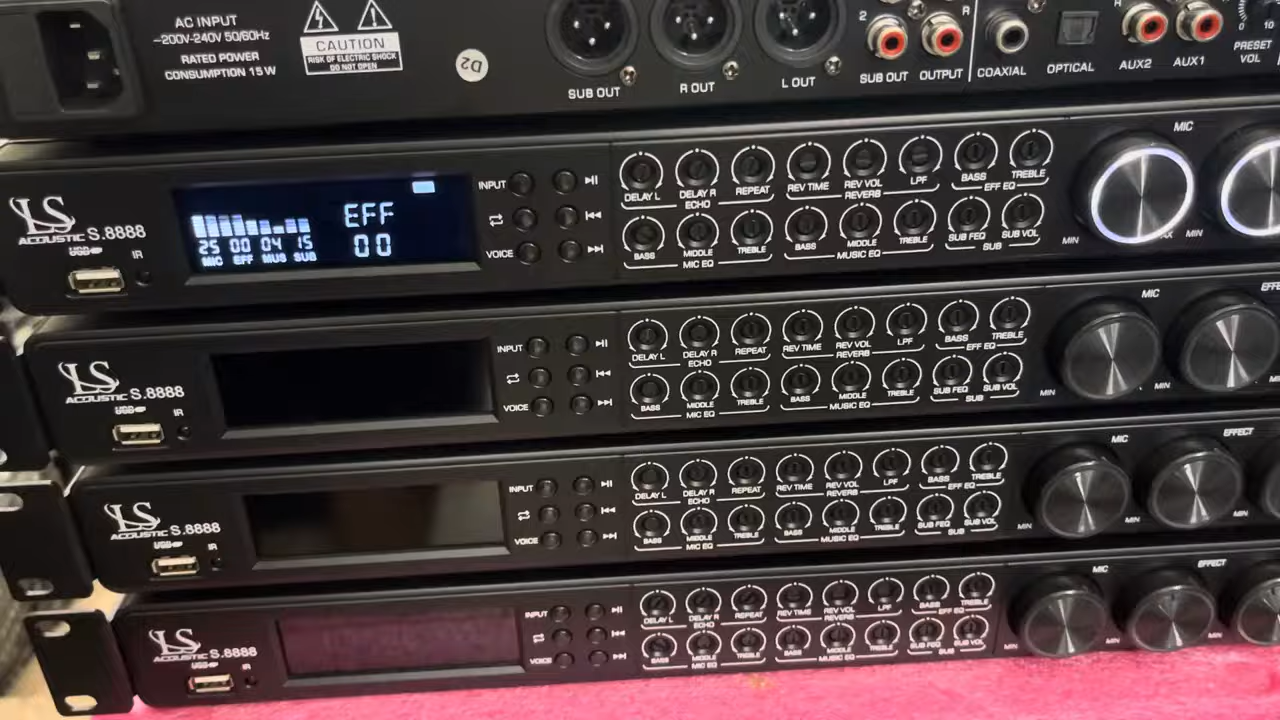 AC INPUT
~200V-240V 50/60Hz
RATED POWER
CONSUMPTION 15W
CAUTION
RISK OF ELECTRIC SHOCK
DO NOT OPEN
D2
SUB OUT
R OUT
L OUT
2
R
SUB OUT
OUTPUT
COAXIAL
OPTICAL
R
AUX2
AUX1
0
10
PRESET
VOL
LS
ACOUSTIC S.8888
USB
IR
EFF
00
25 00 04 15
MIC EFF MUS SUB
INPUT
VOICE
DELAY L DELAY R REPEAT REV TIME REV VOL LPF BASS TREBLE
ECHO REVERB EFF EQ
BASS MIDDLE TREBLE BASS MIDDLE TREBLE SUB FEQ SUB VOL
MIC EQ MUSIC EQ SUB
MIC
MIN
MIN
LS
ACOUSTIC S.8888
USB
IR
INPUT
VOICE
DELAY L DELAY R REPEAT REV TIME REV VOL LPF BASS TREBLE
ECHO REVERB EFF EQ
BASS MIDDLE TREBLE BASS MIDDLE TREBLE SUB FEQ SUB VOL
MIC EQ MUSIC EQ SUB
MIC
MIN
MIN
LS
ACOUSTIC S.8888
USB
IR
INPUT
VOICE
DELAY L DELAY R REPEAT REV TIME REV VOL LPF BASS TREBLE
ECHO REVERB EFF EQ
BASS MIDDLE TREBLE BASS MIDDLE TREBLE SUB FEQ SUB VOL
MIC EQ MUSIC EQ SUB
MIC EFFECT
MIN MIN MIN
LS
ACOUSTIC S.8888
USB
IR
INPUT
VOICE
DELAY L DELAY R REPEAT REV TIME REV VOL LPF BASS TREBLE
ECHO REVERB EFF EQ
BASS MIDDLE TREBLE BASS MIDDLE TREBLE SUB FEQ SUB VOL
MIC EQ MUSIC EQ SUB
MIC EFFECT
MIN MIN MIN